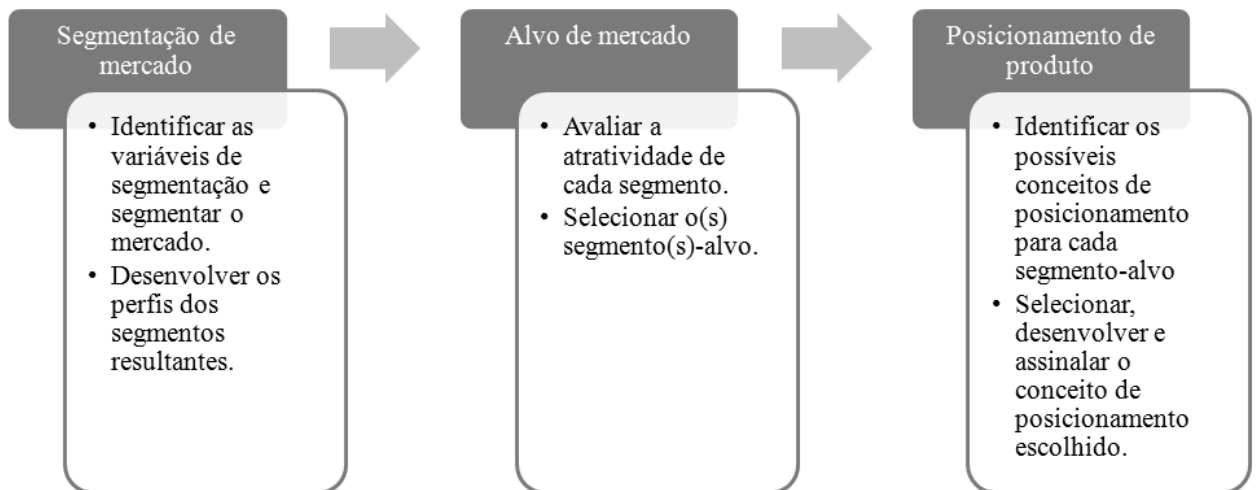 Segmentação de
mercado
• Identificar as
variáveis de
segmentação e
segmentar o
mercado.
• Desenvolver os
perfis dos
segmentos
resultantes.
Alvo de mercado
• Avaliar a
atratividade de
cada segmento.
• Selecionar o(s)
segmento(s)-alvo.
Posicionamento de
produto
• Identificar os
possíveis
conceitos de
posicionamento
para cada
segmento-alvo
• Selecionar,
desenvolver e
assinalar o
conceito de
posicionamento
escolhido.